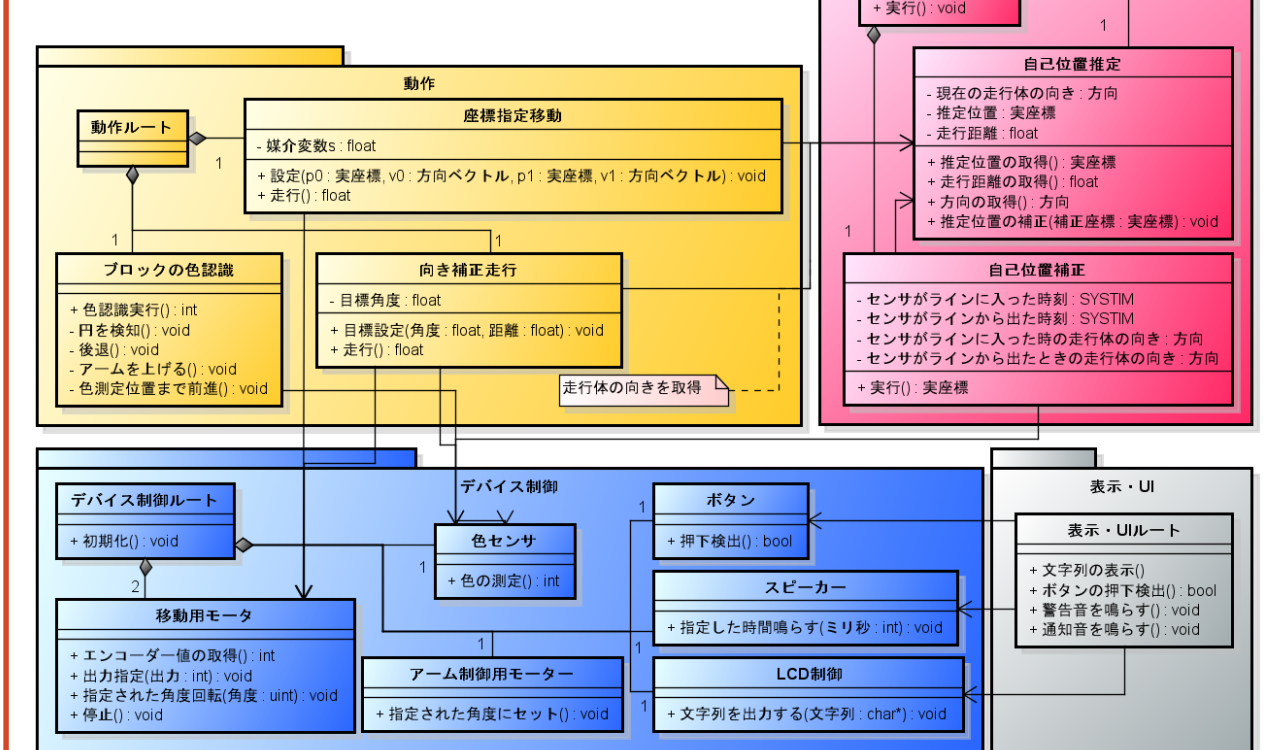 + 実行() : void
1
自己位置推定
- 現在の走行体の向き : 方向
- 推定位置 : 実座標
- 走行距離 : float
+ 推定位置の取得() : 実座標
+ 走行距離の取得() : float
+ 方向の取得() : 方向
+ 推定位置の補正(補正座標 : 実座標) : void
1
自己位置補正
- センサがラインに入った時刻 : SYSTIM
- センサがラインから出た時刻 : SYSTIM
- センサがラインに入った時の走行体の向き : 方向
- センサがラインから出たときの走行体の向き : 方向
+ 実行() : 実座標
動作
動作ルート
1
座標指定移動
- 媒介変数s : float
+ 設定(p0 : 実座標, v0 : 方向ベクトル, p1 : 実座標, v1 : 方向ベクトル) : void
+ 走行() : float
1
1
ブロックの色認識
+ 色認識実行() : int
- 円を検知() : void
- 後退() : void
- アームを上げる() : void
- 色測定位置まで前進() : void
向き補正走行
- 目標角度 : float
+ 目標設定(角度 : float, 距離 : float) : void
+ 走行() : float
走行体の向きを取得
デバイス制御
デバイス制御ルート
+ 初期化() : void
2
移動用モータ
+ エンコーダー値の取得() : int
+ 出力指定(出力 : int) : void
+ 指定された角度回転(角度 : uint) : void
+ 停止() : void
1
色センサ
+ 色の測定() : int
1
アーム制御用モーター
+ 指定された角度にセット() : void
1
ボタン
+ 押下検出() : bool
スピーカー
+ 指定した時間鳴らす(ミリ秒 : int) : void
1
LCD制御
+ 文字列を出力する(文字列 : char*) : void
1
表示・UI
表示・UIルート
+ 文字列の表示()
+ ボタンの押下検出() : bool
+ 警告音を鳴らす() : void
+ 通知音を鳴らす() : void